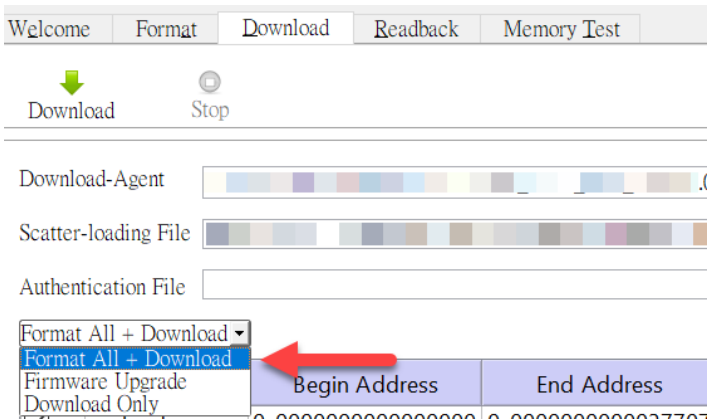 Welcome Format Download Readback Memory Test
Download Stop
Download-Agent
Scatter-loading File
Authentication File
Format All + Download
Format All + Download
Firmware Upgrade
Download Only
Begin Address End Address